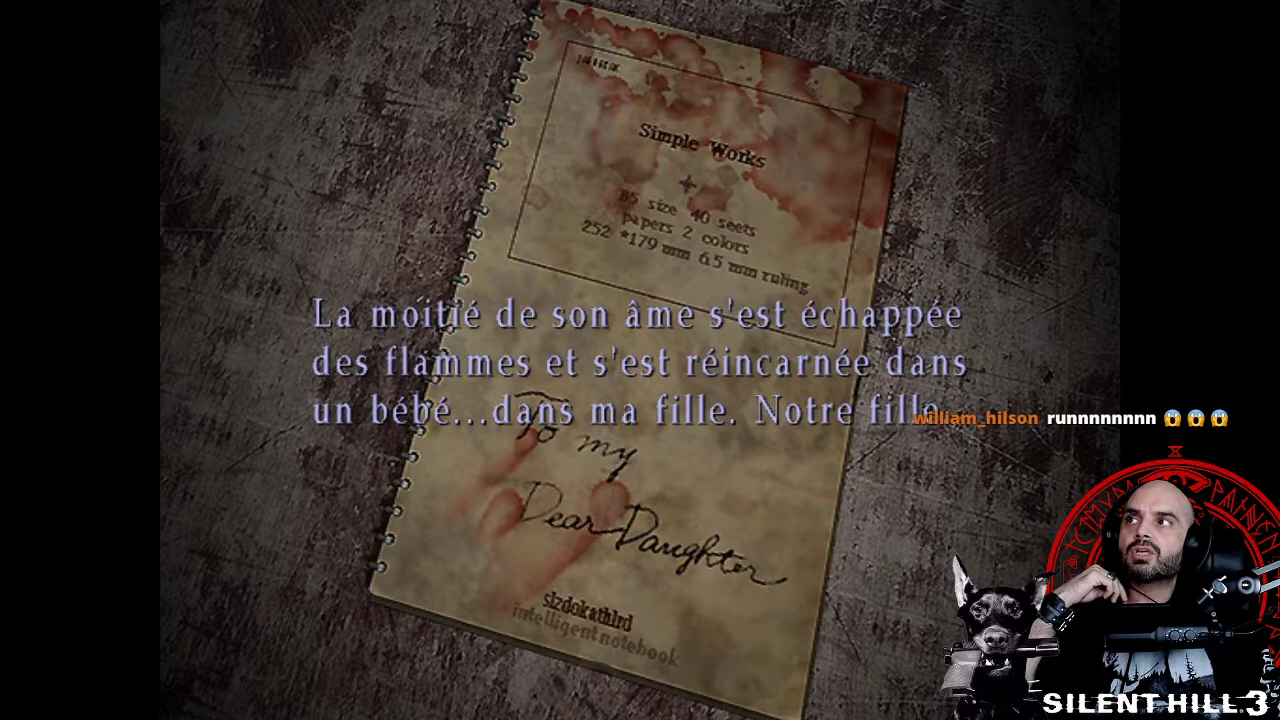 Simple Works
B5 size 40 seets
papers 2 colors
252 *179 mm 6.5 mm ruling
La moitié de son âme s'est échappée
des flammes et s'est réincarnée dans
un bébé...dans ma fille. Notre fille
william_hilson runnnnnnnnn 😱😱😱
To my
Dear Daughter
sizdokathird
intelligent notebook
SILENT HILL 3